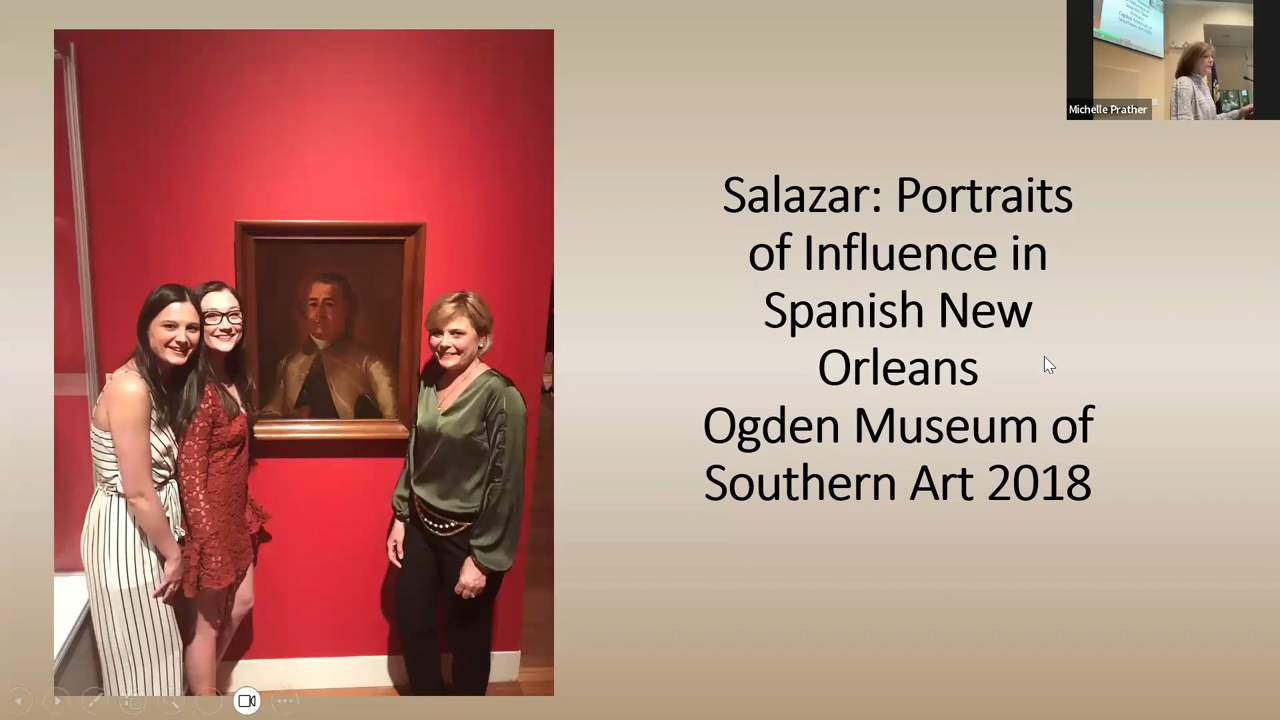 Michelle Prather
Salazar: Portraits
of Influence in
Spanish New
Orleans
Ogden Museum of
Southern Art 2018